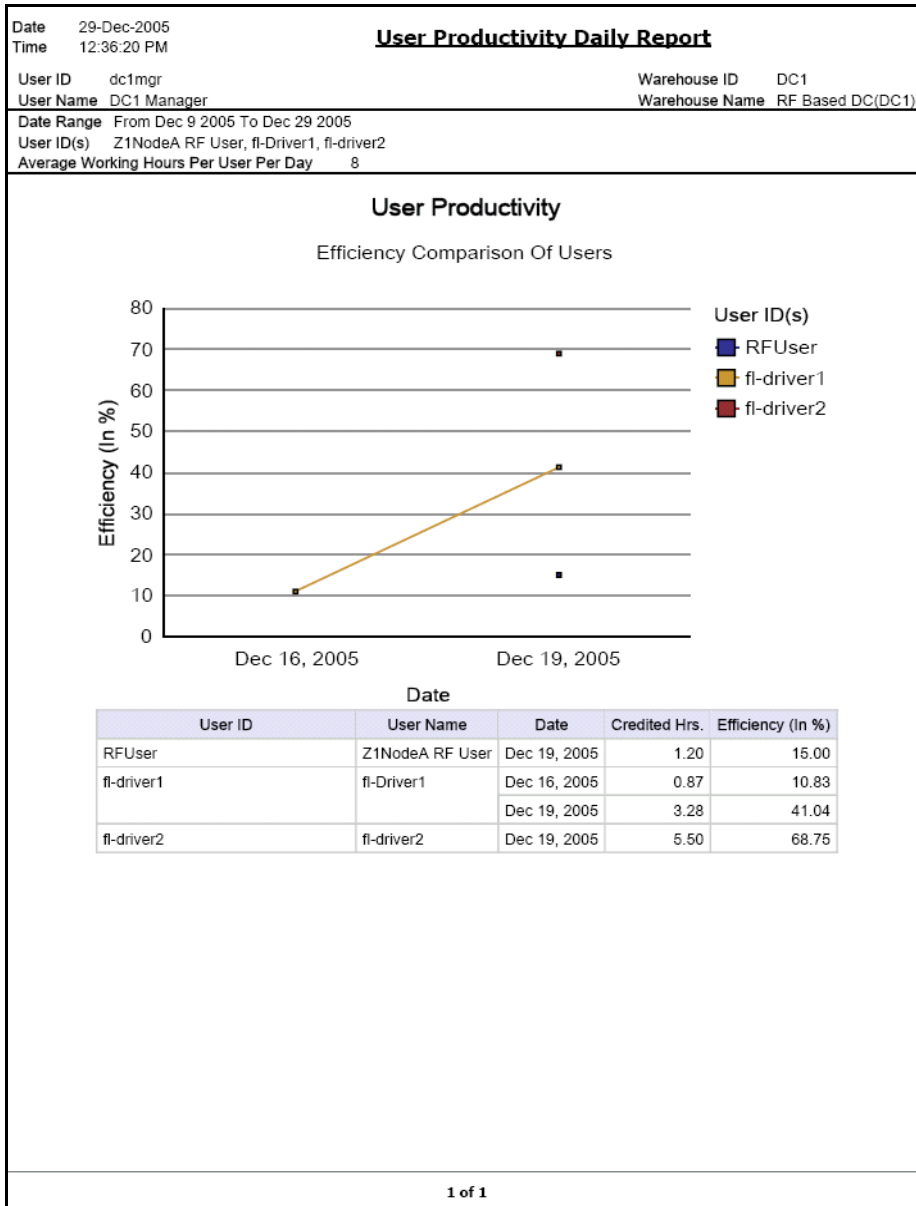 Date 29-Dec-2005
Time 12:36:20 PM
User Productivity Daily Report
User ID dc1mgr
Warehouse ID DC1
User Name DC1 Manager
Warehouse Name RF Based DC(DC1)
Date Range From Dec 9 2005 To Dec 29 2005
User ID(s) Z1NodeA RF User, fl-Driver1, fl-driver2
Average Working Hours Per User Per Day 8
User Productivity
Efficiency Comparison Of Users
Efficiency (In %)
80
70
60
50
40
30
20
10
0
Dec 16, 2005
Dec 19, 2005
Date
User ID(s)
RFUser
fl-driver1
fl-driver2
User ID User Name Date Credited Hrs. Efficiency (In %)
RFUser Z1NodeA RF User Dec 19, 2005 1.20 15.00
fl-driver1 fl-Driver1 Dec 16, 2005 0.87 10.83
Dec 19, 2005 3.28 41.04
fl-driver2 fl-driver2 Dec 19, 2005 5.50 68.75
1 of 1